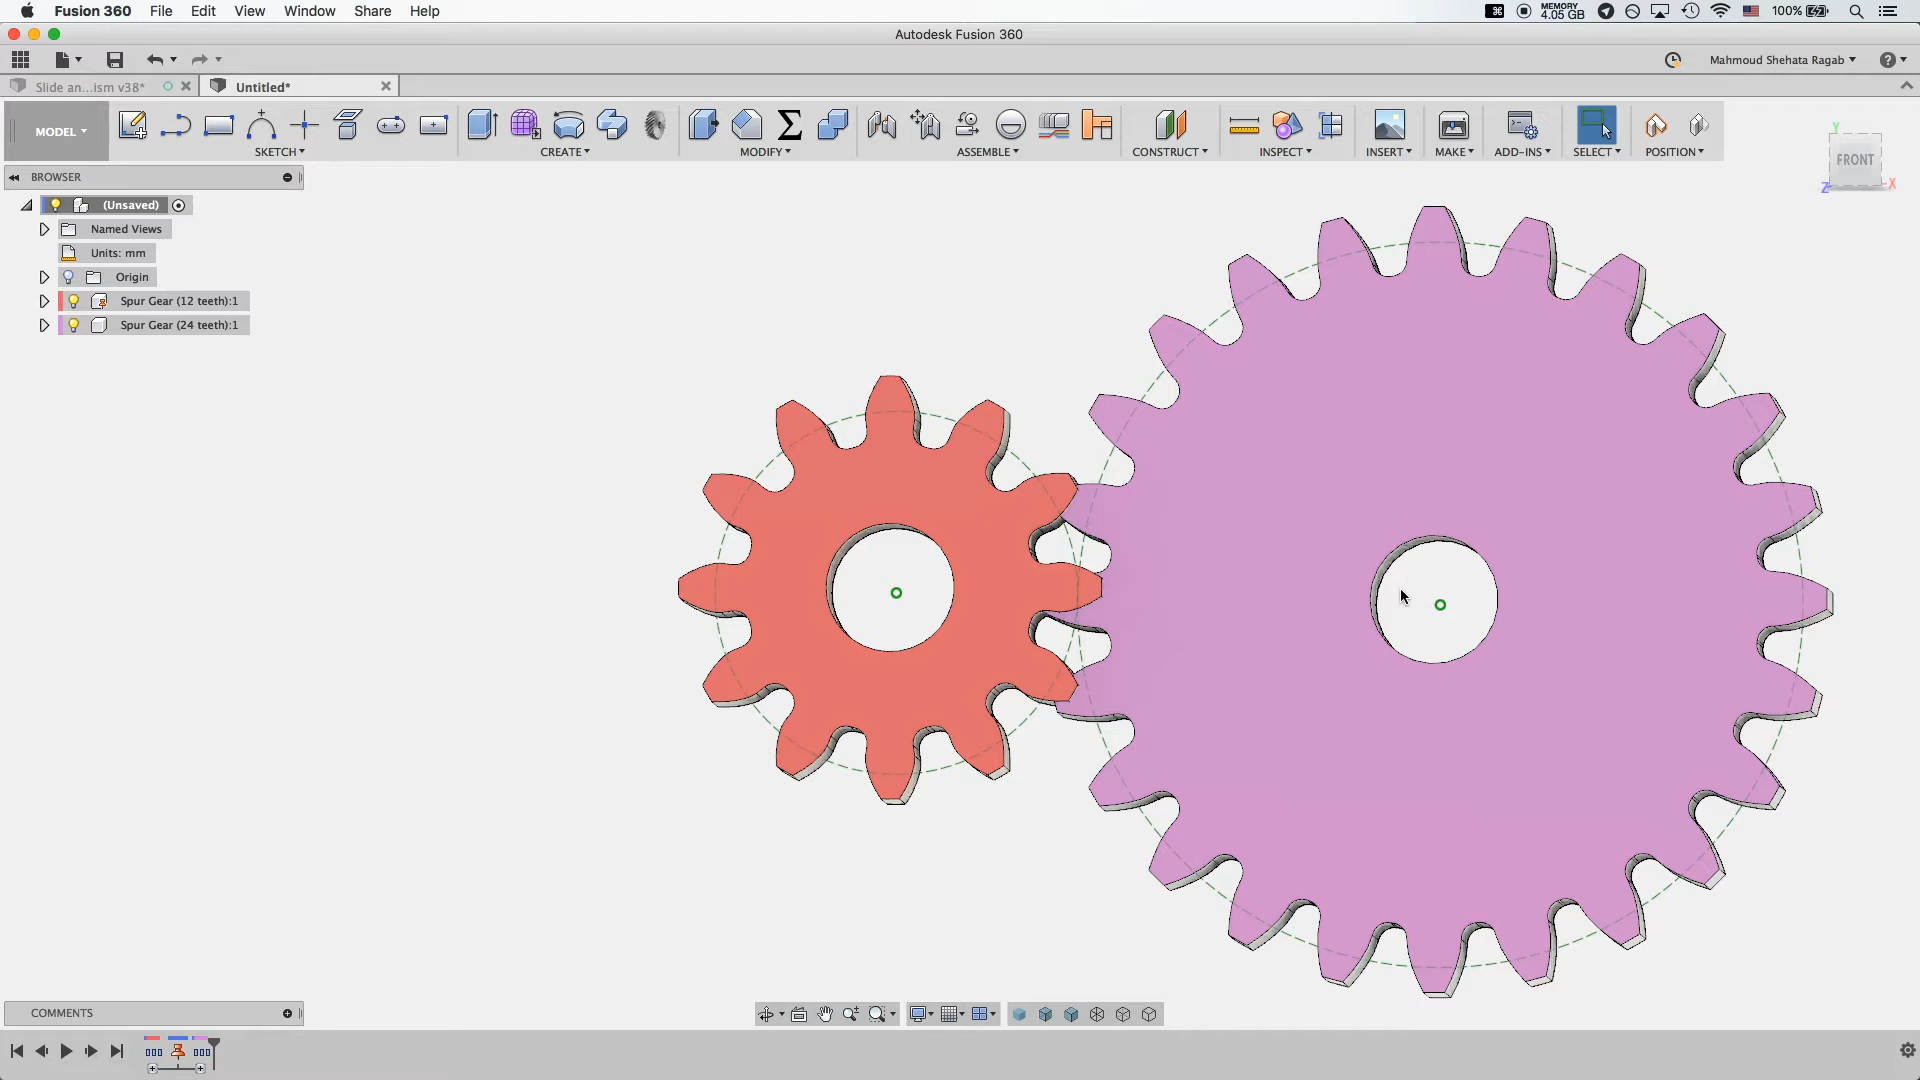 Fusion 360 File Edit View Window Share Help MEMORY 4.05 GB 100%
Autodesk Fusion 360
Mahmoud Shehata Ragab
Slide an...ism v38*
Untitled*
MODEL
SKETCH
CREATE
MODIFY
ASSEMBLE
CONSTRUCT
INSPECT
INSERT
MAKE
ADD-INS
SELECT
POSITION
Y
FRONT
Z
X
BROWSER
(Unsaved)
Named Views
Units: mm
Origin
Spur Gear (12 teeth):1
Spur Gear (24 teeth):1
COMMENTS